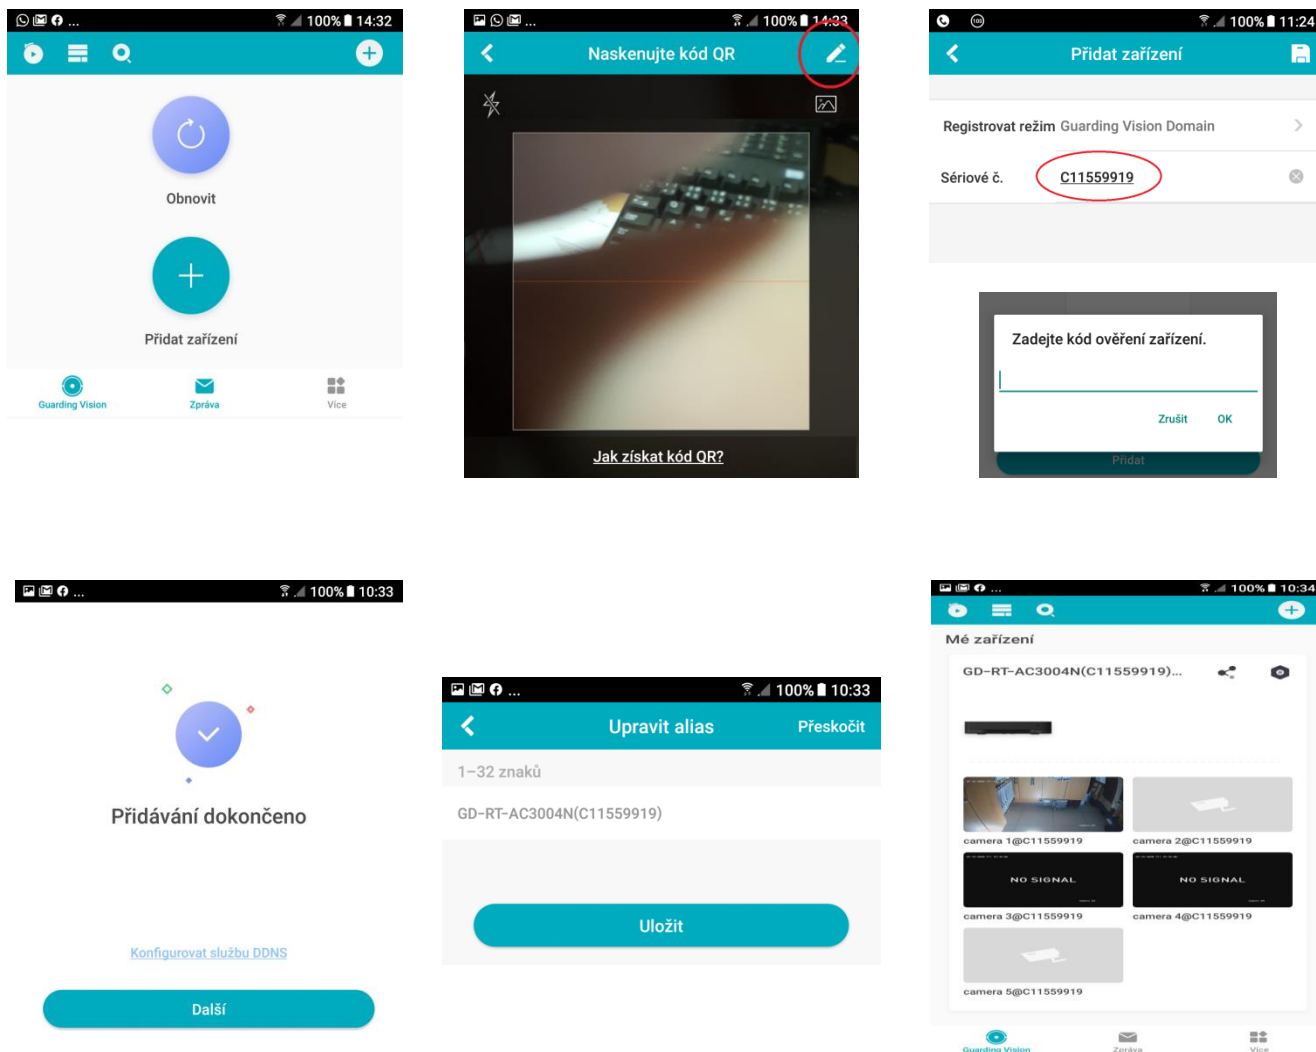 ... 100% 14:32
Obnovit
Přidat zařízení
Guarding Vision Zpráva Více
... 100% 14:33
Naskenujte kód QR
Jak získat kód QR?
100% 11:24
Přidat zařízení
Registrovat režim Guarding Vision Domain
Sériové č. C11559919
Zadejte kód ověření zařízení.
Zrušit OK
Přidat
... 100% 10:33
Přidávání dokončeno
Konfigurovat službu DDNS
Další
... 100% 10:33
Upravit alias Přeskočit
1–32 znaků
GD-RT-AC3004N(C11559919)
Uložit
... 100% 10:34
Mé zařízení
GD-RT-AC3004N(C11559919)...
camera 1@C11559919 camera 2@C11559919
NO SIGNAL NO SIGNAL
camera 3@C11559919 camera 4@C11559919
camera 5@C11559919
Guarding Vision Zpráva Více